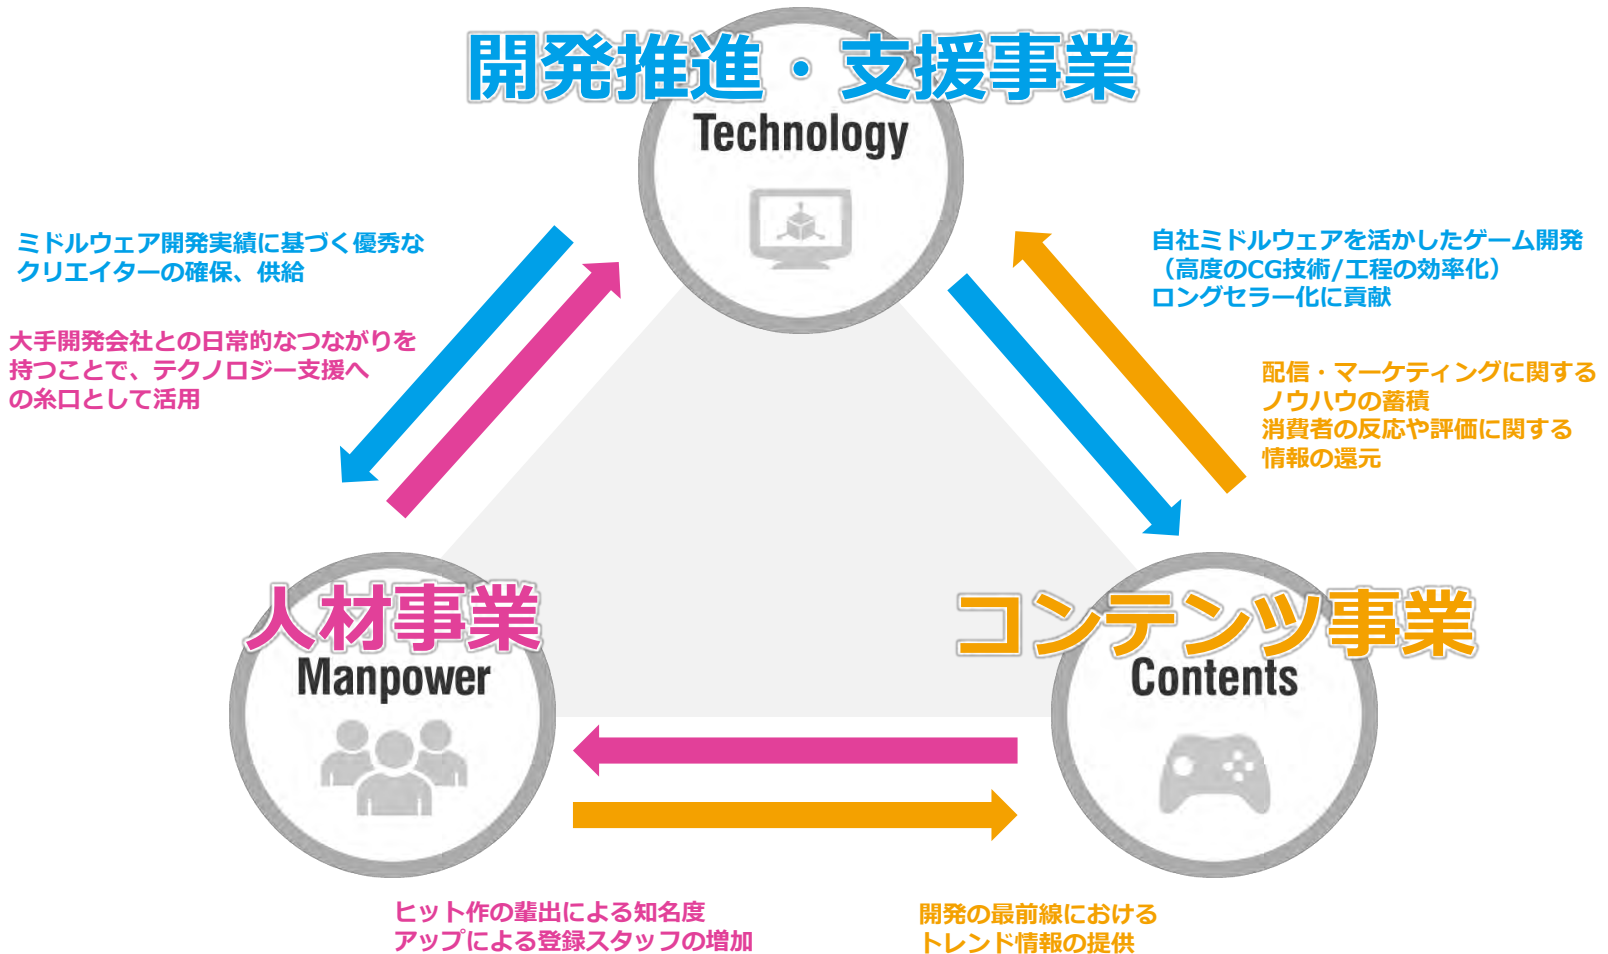 開発推進・支援事業
Technology
ミドルウェア開発実績に基づく優秀な
クリエイターの確保、供給
大手開発会社との日常的なつながりを
持つことで、テクノロジー支援へ
の糸口として活用
自社ミドルウェアを活かしたゲーム開発
（高度のCG技術/工程の効率化）
ロングセラー化に貢献
配信・マーケティングに関する
ノウハウの蓄積
消費者の反応や評価に関する
情報の還元
人材事業
Manpower
コンテンツ事業
Contents
ヒット作の輩出による知名度
アップによる登録スタッフの増加
開発の最前線における
トレンド情報の提供